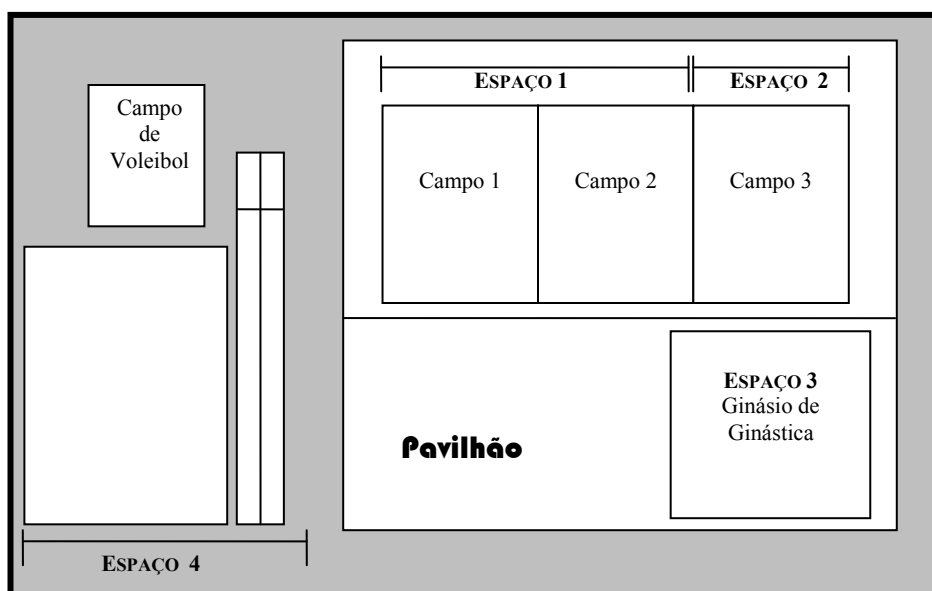 ESPAÇO 1
ESPAÇO 2
Campo
de
Voleibol
Campo 1
Campo 2
Campo 3
ESPAÇO 3
Ginásio de
Ginástica
Pavilhão
ESPAÇO 4